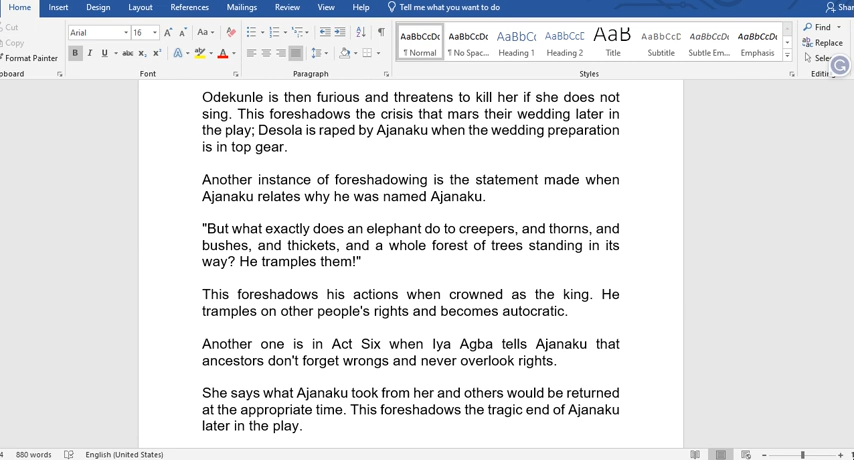 Home Insert Design Layout References Mailings Review View Help Tell me what you want to do Shar
Cut Arial 16 A A Aa AaBbCcDc AaBbCcDc AaBbCc AaBbCcD AaB AaBbCcD AaBbCcDc AaBbCcDc Find
Copy Replace
Format Painter B I U abc x₂ x² A A ¶ Normal ¶ No Spac... Heading 1 Heading 2 Title Subtitle Subtle Em... Emphasis Selec
pboard Font Paragraph Styles Editing
Odekunle is then furious and threatens to kill her if she does not
sing. This foreshadows the crisis that mars their wedding later in
the play; Desola is raped by Ajanaku when the wedding preparation
is in top gear.
Another instance of foreshadowing is the statement made when
Ajanaku relates why he was named Ajanaku.
"But what exactly does an elephant do to creepers, and thorns, and
bushes, and thickets, and a whole forest of trees standing in its
way? He tramples them!"
This foreshadows his actions when crowned as the king. He
tramples on other people's rights and becomes autocratic.
Another one is in Act Six when Iya Agba tells Ajanaku that
ancestors don't forget wrongs and never overlook rights.
She says what Ajanaku took from her and others would be returned
at the appropriate time. This foreshadows the tragic end of Ajanaku
later in the play.
4 880 words English (United States)